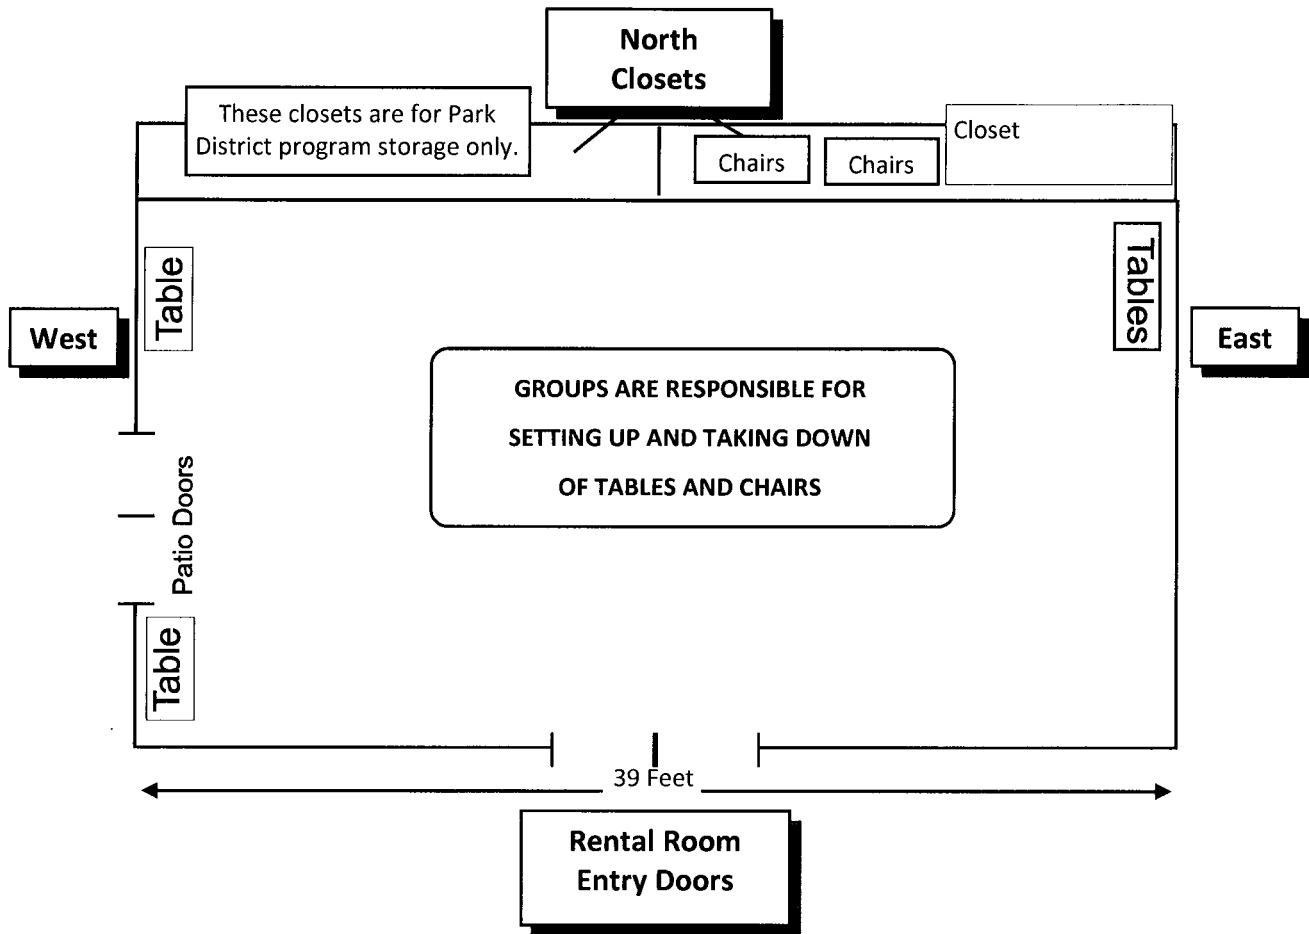 North
Closets
These closets are for Park
District program storage only.
Chairs
Chairs
Closet
Table
Tables
West
East
GROUPS ARE RESPONSIBLE FOR
SETTING UP AND TAKING DOWN
OF TABLES AND CHAIRS
Patio Doors
Table
39 Feet
Rental Room
Entry Doors